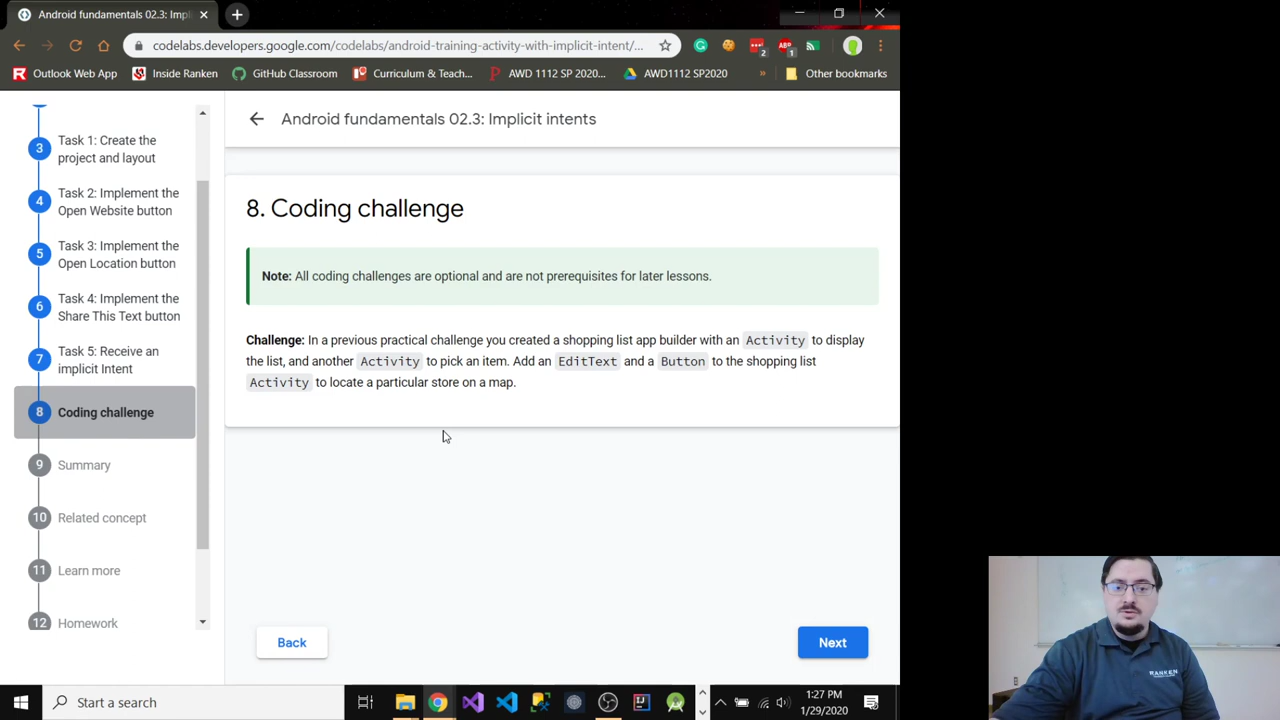 Android fundamentals 02.3: Impli
codelabs.developers.google.com/codelabs/android-training-activity-with-implicit-intent/...
2
ABP
1
Outlook Web App
Inside Ranken
GitHub Classroom
Curriculum & Teach...
AWD 1112 SP 2020...
AWD1112 SP2020
»
Other bookmarks
Android fundamentals 02.3: Implicit intents
3
Task 1: Create the
project and layout
4
Task 2: Implement the
Open Website button
5
Task 3: Implement the
Open Location button
6
Task 4: Implement the
Share This Text button
7
Task 5: Receive an
implicit Intent
8
Coding challenge
9
Summary
10
Related concept
11
Learn more
12
Homework
8. Coding challenge
Note: All coding challenges are optional and are not prerequisites for later lessons.
Challenge: In a previous practical challenge you created a shopping list app builder with an Activity to display
the list, and another Activity to pick an item. Add an EditText and a Button to the shopping list
Activity to locate a particular store on a map.
Back
Next
RANKEN
Start a search
1:27 PM
1/29/2020